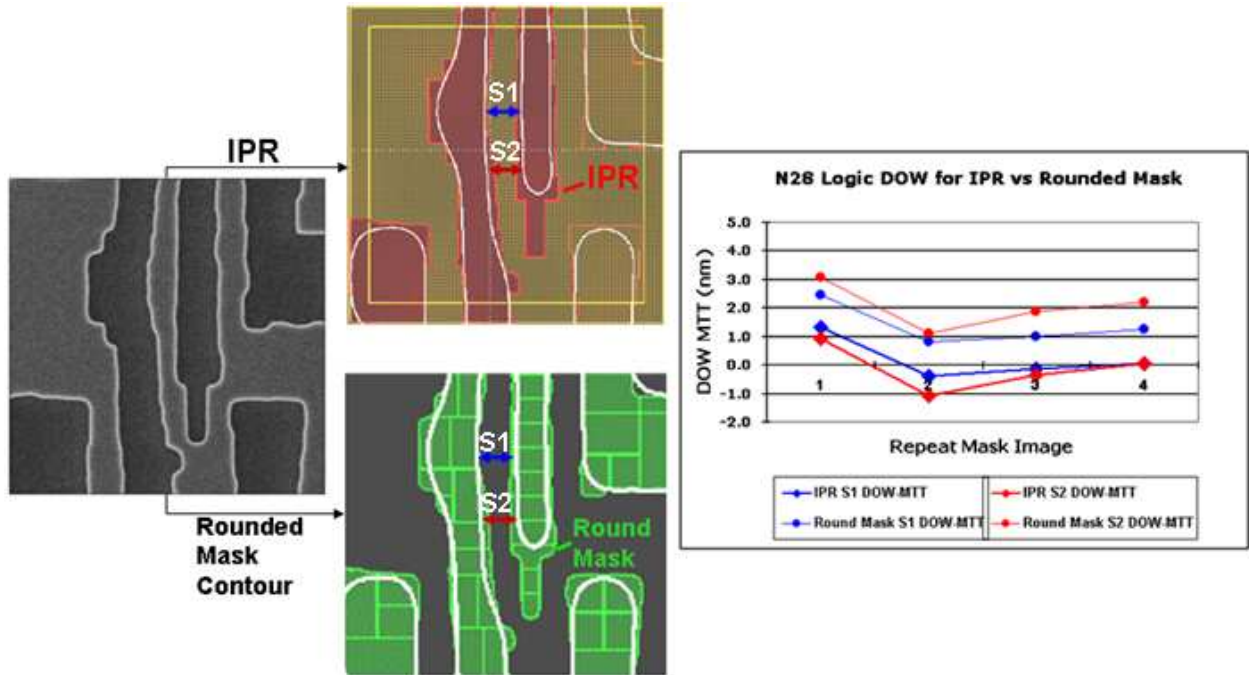 IPR
S1
S2
IPR
Rounded
Mask
Contour
S1
S2
Round
Mask
N28 Logic DOW for IPR vs Rounded Mask
DOW MTT (nm)
5.0
4.0
3.0
2.0
1.0
0.0
-1.0
-2.0
1 2 3 4
Repeat Mask Image
IPR S1 DOW-MTT IPR S2 DOW-MTT
Round Mask S1 DOW-MTT Round Mask S2 DOW-MTT